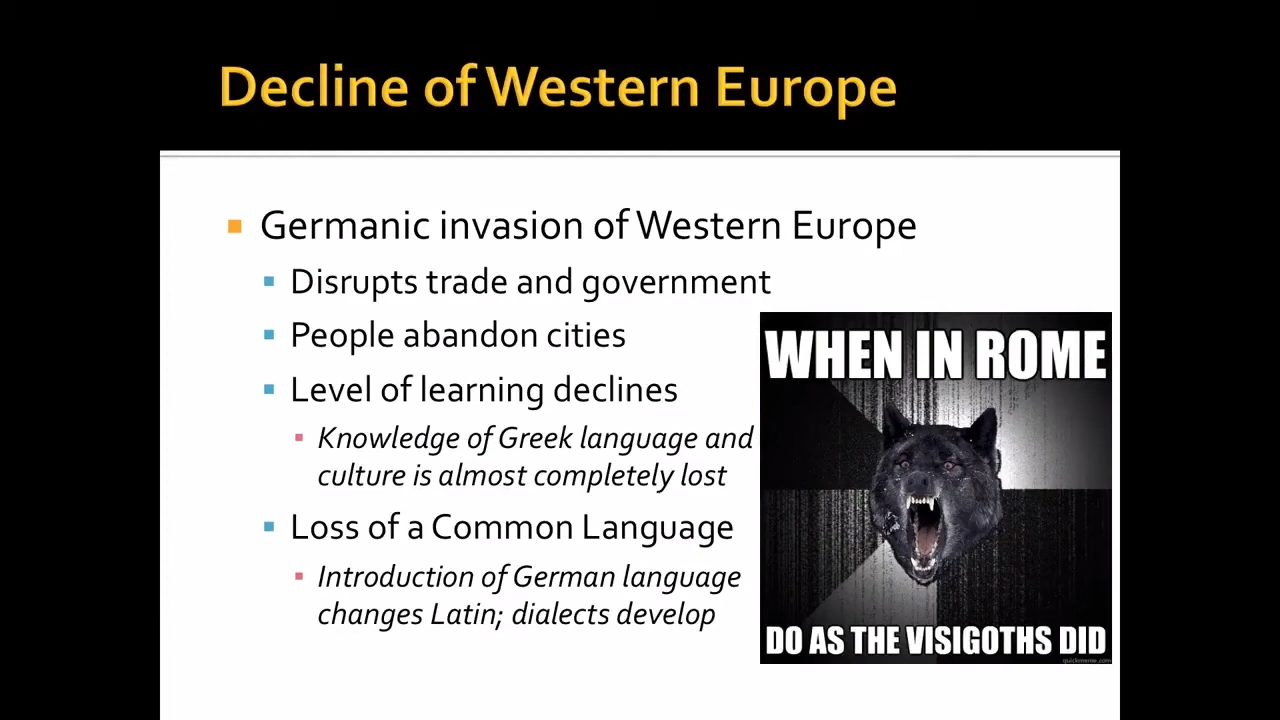 Decline of Western Europe
Germanic invasion of Western Europe
Disrupts trade and government
People abandon cities
Level of learning declines
Knowledge of Greek language and
culture is almost completely lost
Loss of a Common Language
Introduction of German language
changes Latin; dialects develop
WHEN IN ROME
DO AS THE VISIGOTHS DID
quickmeme.com